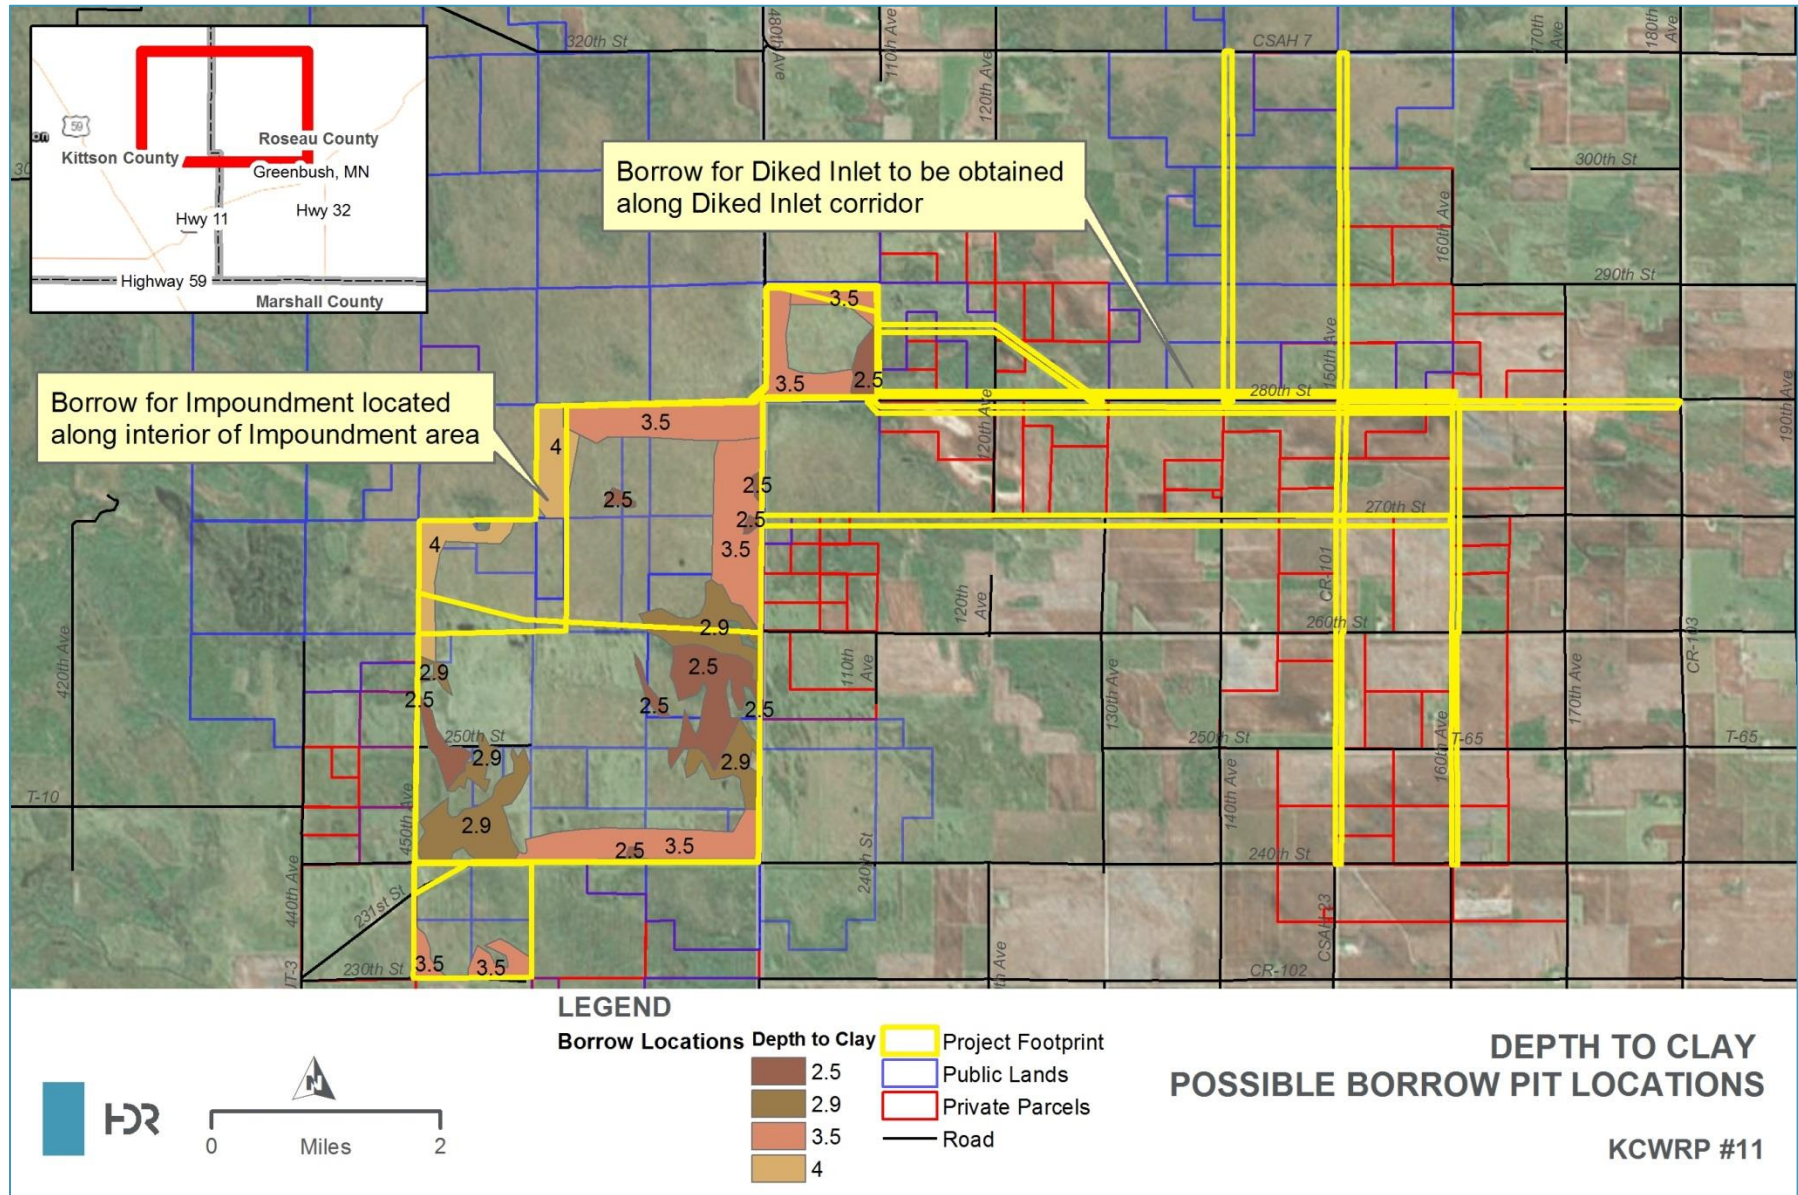 320th St
480th Ave
110th Ave
120th Ave
CSAH 7
170th
Ave
180th
Ave
59
Roseau County
Kittson County
Greenbush, MN
Hwy 11
Hwy 32
Highway 59
Marshall County
Borrow for Diked Inlet to be obtained
along Diked Inlet corridor
300th St
160th Ave
290th St
150th Ave
280th St
190th Ave
120th Ave
Borrow for Impoundment located
along interior of Impoundment area
3.5
3.5
2.5
3.5
4
2.5
2.5
2.5
3.5
4
270th St
CR-101
120th
Ave
260th St
2.9
2.5
2.5
2.5
2.9
2.9
2.5
250th St
2.9
2.9
2.5
3.5
3.5
3.5
420th Ave
110th
Ave
130th Ave
170th Ave
CR-103
250th St
160th Ave
T-65
T-65
T-10
450th Ave
140th Ave
240th St
240th St
440th Ave
231st St
CSAH 23
JT-3
230th St
CR-102
LEGEND
Borrow Locations
Depth to Clay
2.5
2.9
3.5
4
Project Footprint
Public Lands
Private Parcels
Road
N
HDR
0
2
Miles
DEPTH TO CLAY
POSSIBLE BORROW PIT LOCATIONS
KCWRP #11